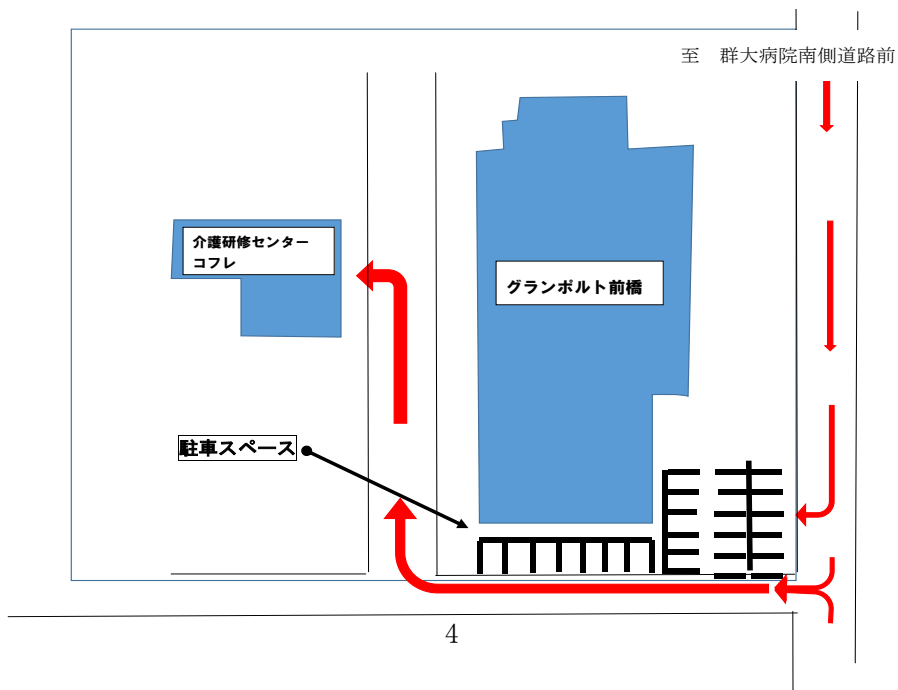 至　群大病院南側道路前
介護研修センター
コフレ
グランポルト前橋
駐車スペース
4